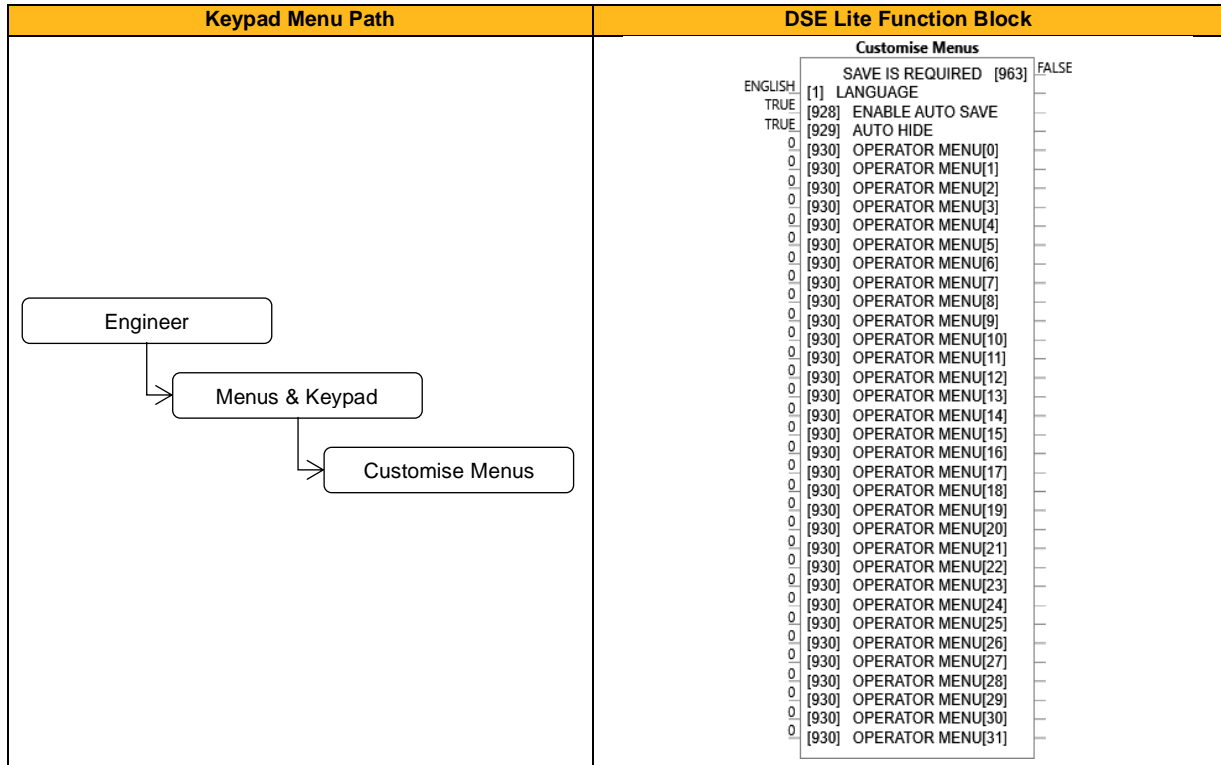 Keypad Menu Path
DSE Lite Function Block
Engineer
Menus & Keypad
Customise Menus
Customise Menus
SAVE IS REQUIRED [963] FALSE
ENGLISH [1] LANGUAGE
TRUE [928] ENABLE AUTO SAVE
TRUE [929] AUTO HIDE
0 [930] OPERATOR MENU[0]
0 [930] OPERATOR MENU[1]
0 [930] OPERATOR MENU[2]
0 [930] OPERATOR MENU[3]
0 [930] OPERATOR MENU[4]
0 [930] OPERATOR MENU[5]
0 [930] OPERATOR MENU[6]
0 [930] OPERATOR MENU[7]
0 [930] OPERATOR MENU[8]
0 [930] OPERATOR MENU[9]
0 [930] OPERATOR MENU[10]
0 [930] OPERATOR MENU[11]
0 [930] OPERATOR MENU[12]
0 [930] OPERATOR MENU[13]
0 [930] OPERATOR MENU[14]
0 [930] OPERATOR MENU[15]
0 [930] OPERATOR MENU[16]
0 [930] OPERATOR MENU[17]
0 [930] OPERATOR MENU[18]
0 [930] OPERATOR MENU[19]
0 [930] OPERATOR MENU[20]
0 [930] OPERATOR MENU[21]
0 [930] OPERATOR MENU[22]
0 [930] OPERATOR MENU[23]
0 [930] OPERATOR MENU[24]
0 [930] OPERATOR MENU[25]
0 [930] OPERATOR MENU[26]
0 [930] OPERATOR MENU[27]
0 [930] OPERATOR MENU[28]
0 [930] OPERATOR MENU[29]
0 [930] OPERATOR MENU[30]
0 [930] OPERATOR MENU[31]